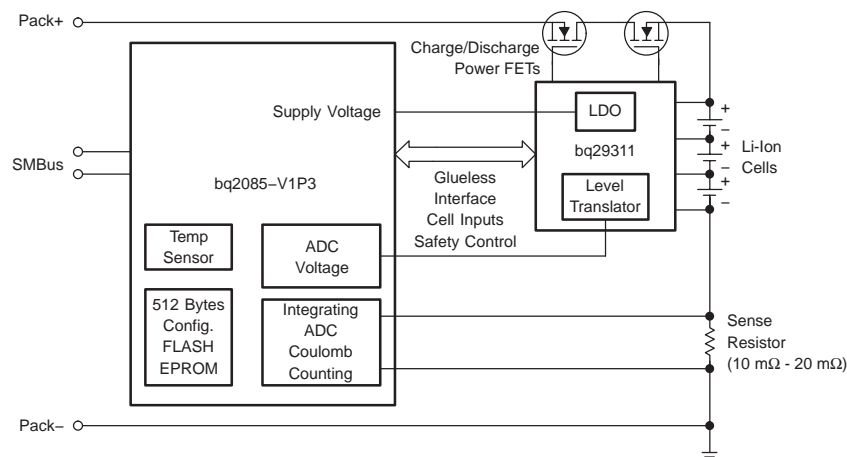 Pack+
Charge/Discharge
Power FETs
Supply Voltage
LDO
bq29311
+
−
+
−
+
−
Li-Ion
Cells
SMBus
bq2085−V1P3
Glueless
Interface
Cell Inputs
Safety Control
Level
Translator
Temp
Sensor
ADC
Voltage
512 Bytes
Config.
FLASH
EPROM
Integrating
ADC
Coulomb
Counting
Sense
Resistor
(10 mΩ - 20 mΩ)
Pack−